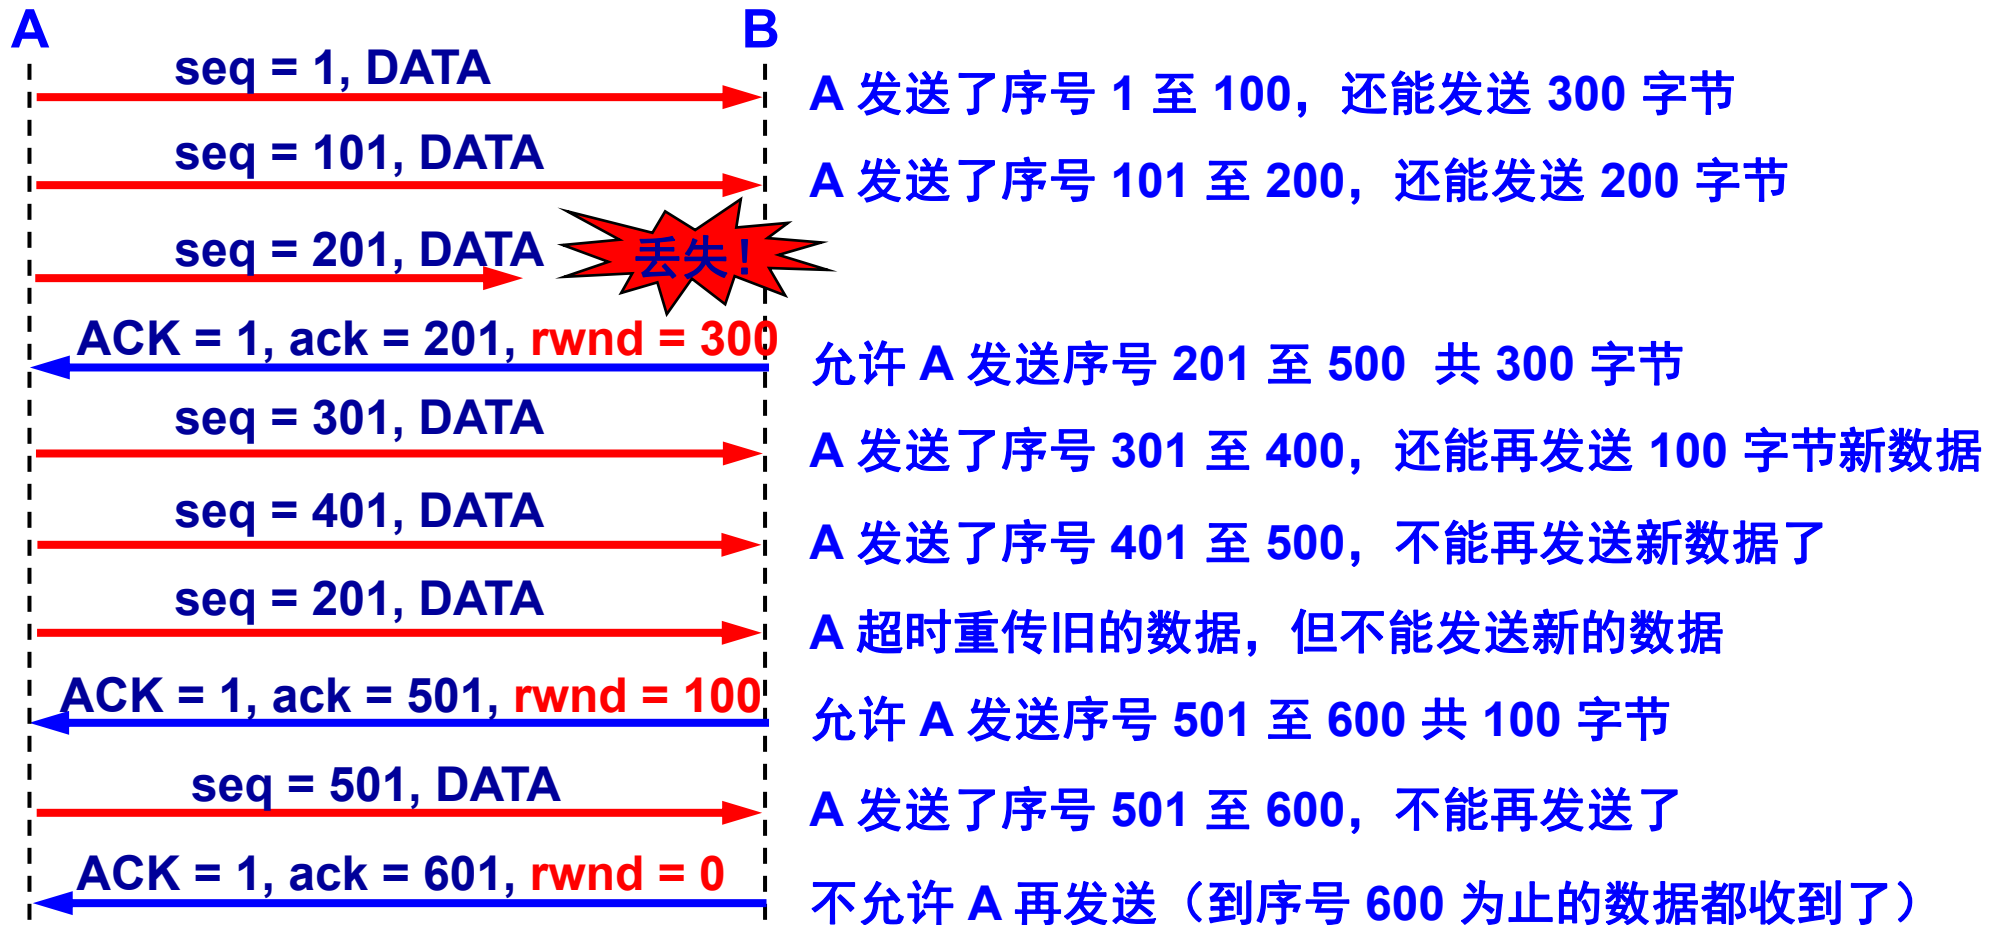 A B
seq = 1, DATA
A 发送了序号 1 至 100，还能发送 300 字节
seq = 101, DATA
A 发送了序号 101 至 200，还能发送 200 字节
seq = 201, DATA
丢失！
ACK = 1, ack = 201, rwnd = 300
允许 A 发送序号 201 至 500 共 300 字节
seq = 301, DATA
A 发送了序号 301 至 400，还能再发送 100 字节新数据
seq = 401, DATA
A 发送了序号 401 至 500，不能再发送新数据了
seq = 201, DATA
A 超时重传旧的数据，但不能发送新的数据
ACK = 1, ack = 501, rwnd = 100
允许 A 发送序号 501 至 600 共 100 字节
seq = 501, DATA
A 发送了序号 501 至 600，不能再发送了
ACK = 1, ack = 601, rwnd = 0
不允许 A 再发送（到序号 600 为止的数据都收到了）